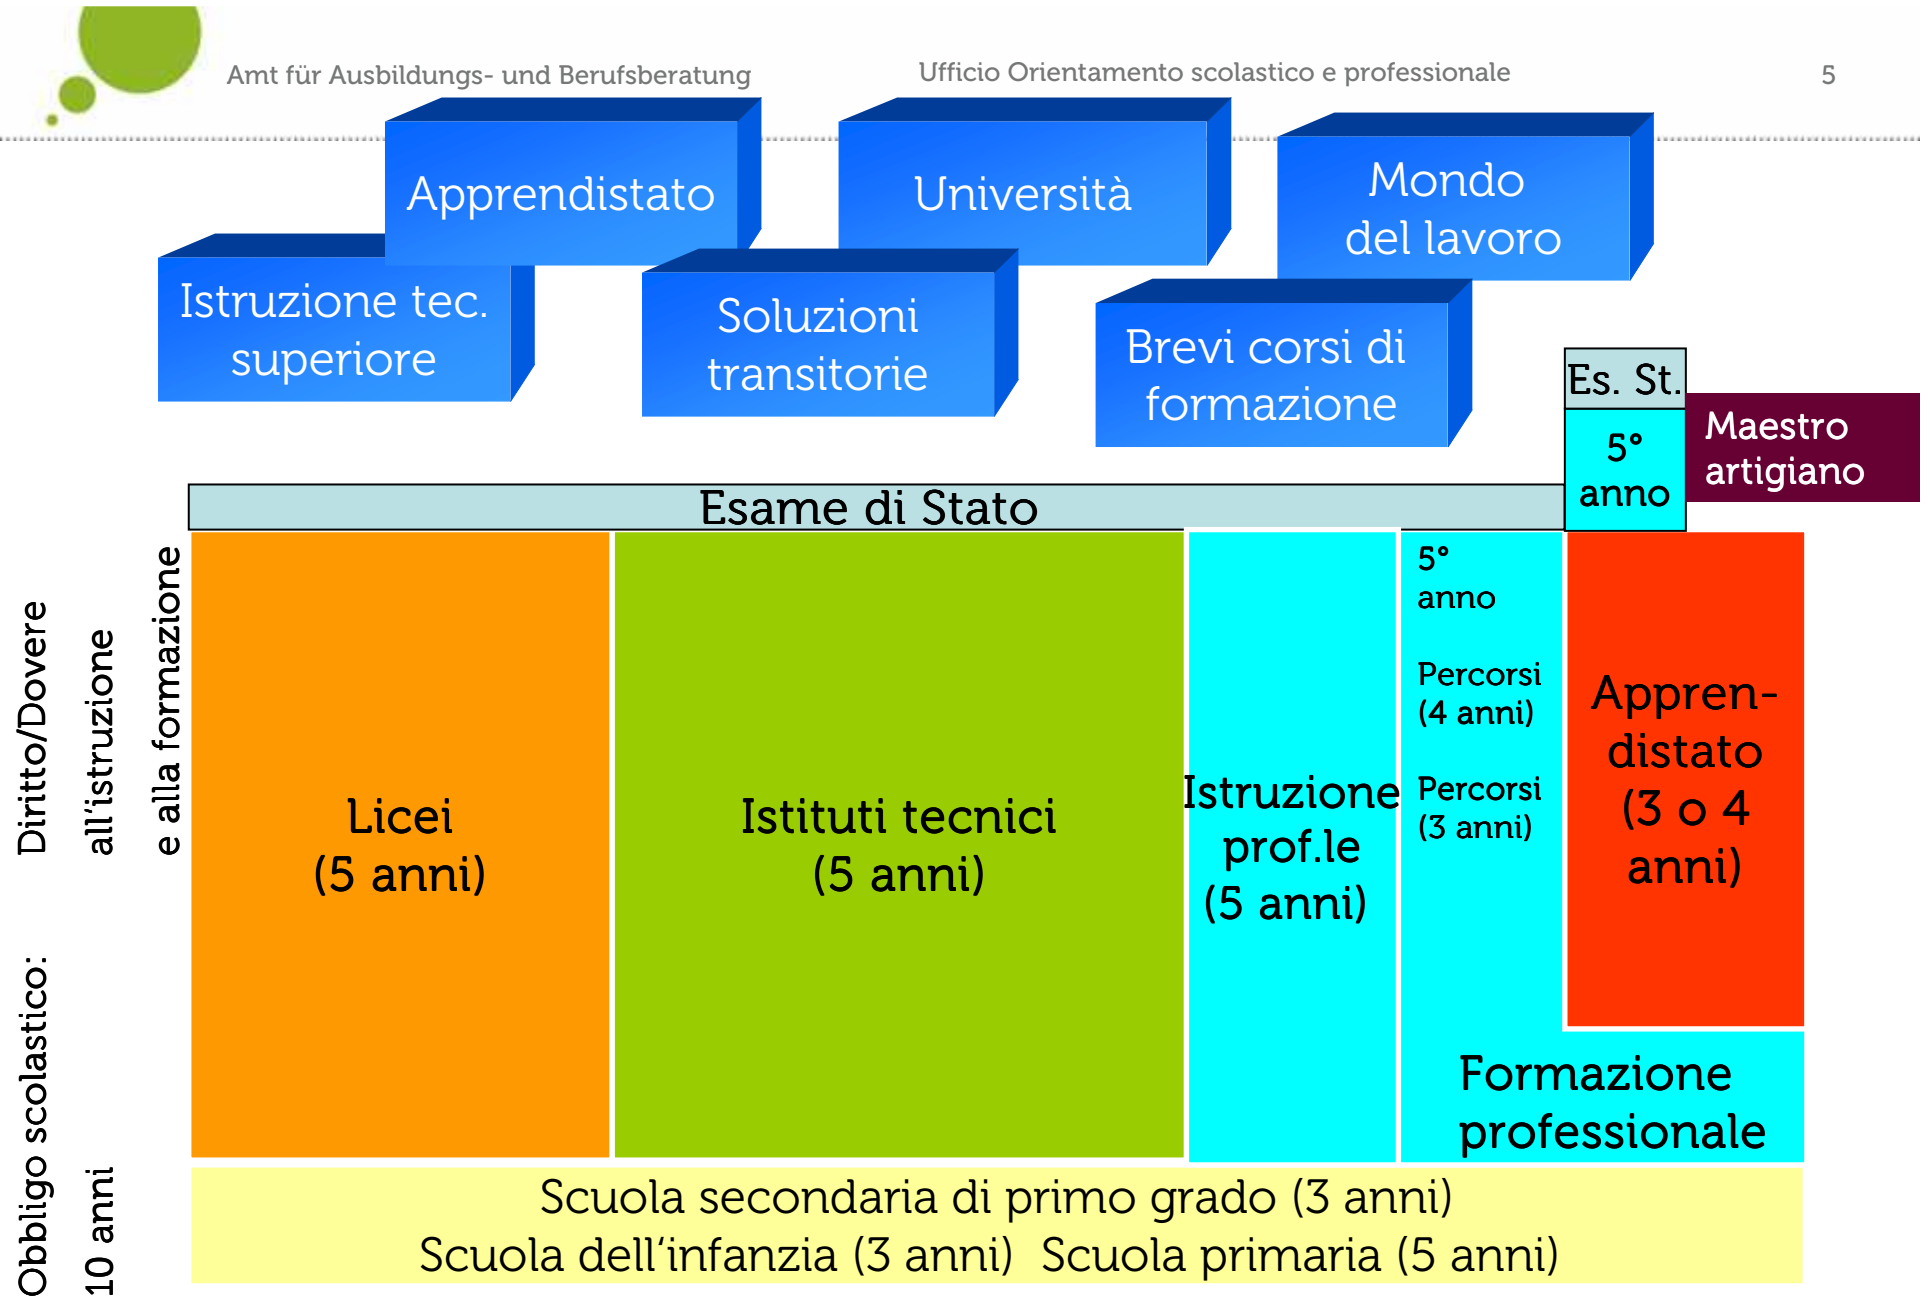 Amt für Ausbildungs- und Berufsberatung
Ufficio Orientamento scolastico e professionale
5
Apprendistato
Università
Mondo
del lavoro
Istruzione tec.
superiore
Soluzioni
transitorie
Brevi corsi di
formazione
Es. St.
5°
anno
Maestro
artigiano
Esame di Stato
Diritto/Dovere
all'istruzione
e alla formazione
Licei
(5 anni)
Istituti tecnici
(5 anni)
Istruzione
prof.le
(5 anni)
5°
anno
Percorsi
(4 anni)
Percorsi
(3 anni)
Appren-
distato
(3 o 4
anni)
Formazione
professionale
Obbligo scolastico:
10 anni
Scuola secondaria di primo grado (3 anni)
Scuola dell‘infanzia (3 anni)  Scuola primaria (5 anni)